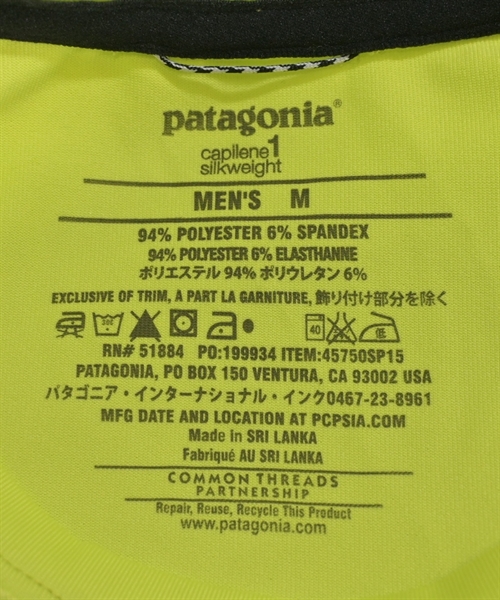 patagonia®
capilene 1
silkweight
MEN'S M
94% POLYESTER 6% SPANDEX
94% POLYESTER 6% ELASTHANNE
ポリエステル 94% ポリウレタン 6%
EXCLUSIVE OF TRIM, A PART LA GARNITURE, 飾り付け部分を除く
40 低
RN# 51884 PO:199934 ITEM:45750SP15
PATAGONIA, PO BOX 150 VENTURA, CA 93002 USA
パタゴニア・インターナショナル・インク0467-23-8961
MFG DATE AND LOCATION AT PCPSIA.COM
Made in SRI LANKA
Fabriqué AU SRI LANKA
COMMON THREADS
PARTNERSHIP
Repair, Reuse, Recycle This Product
www.patagonia.com